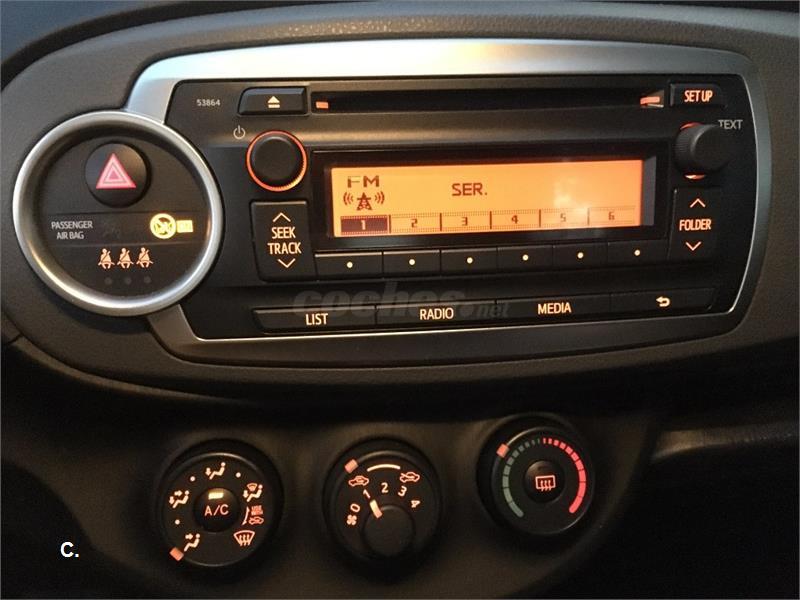 53864
SET UP
TEXT
FM
SER.
1 2 3 4 5 6
PASSENGER
AIR BAG
SEEK
TRACK
FOLDER
coches.net
LIST
RADIO
MEDIA
A/C
0 1 2 3 4
C.